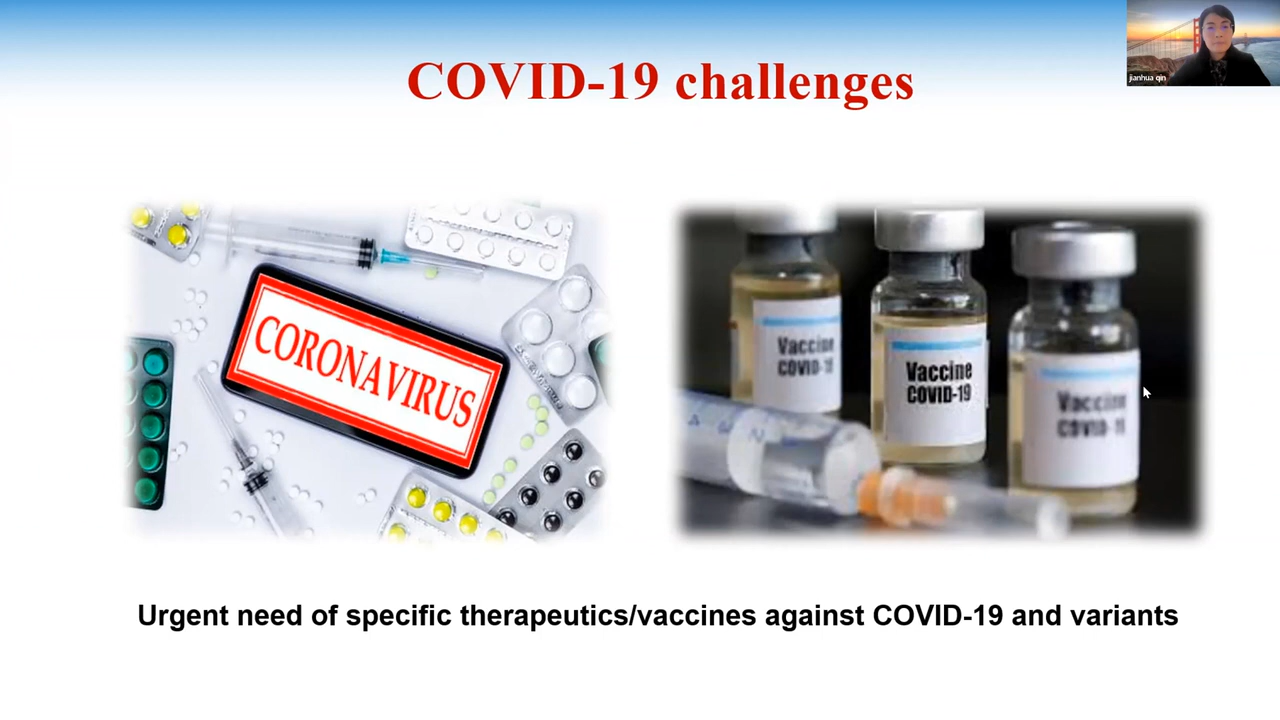 COVID-19 challenges
jianhua qin
CORONAVIRUS
Vaccine
COVID-19
Vaccine
COVID-19
Vaccine
COVID-19
Urgent need of specific therapeutics/vaccines against COVID-19 and variants